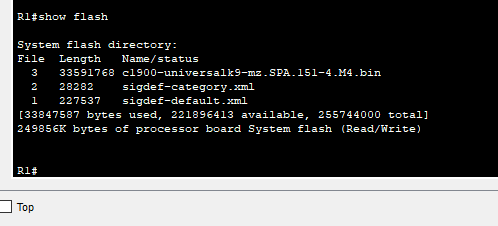 R1#show flash
System flash directory:
File  Length   Name/status
  3   33591768 c1900-universalk9-mz.SPA.151-4.M4.bin
  2   28282    sigdef-category.xml
  1   227537   sigdef-default.xml
[33847587 bytes used, 221896413 available, 255744000 total]
249856K bytes of processor board System flash (Read/Write)
R1#
Top